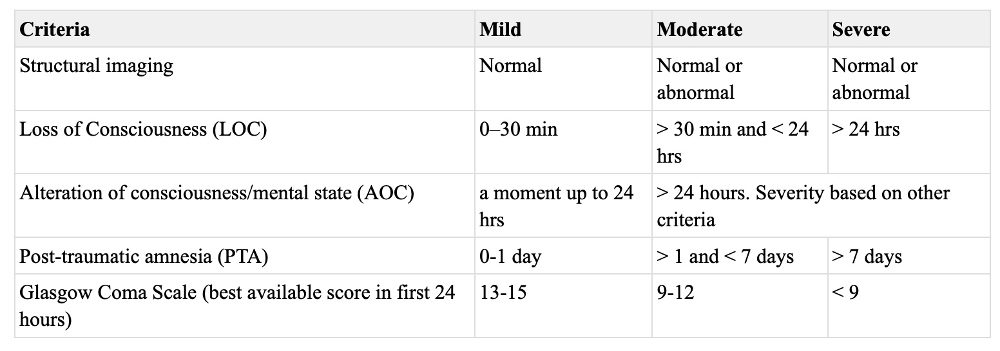 Criteria Mild Moderate Severe
Structural imaging Normal Normal or Normal or
abnormal abnormal
Loss of Consciousness (LOC) 0–30 min > 30 min and < 24 > 24 hrs
hrs
Alteration of consciousness/mental state (AOC) a moment up to 24 > 24 hours. Severity based on other
hrs criteria
Post-traumatic amnesia (PTA) 0-1 day > 1 and < 7 days > 7 days
Glasgow Coma Scale (best available score in first 24 13-15 9-12 < 9
hours)